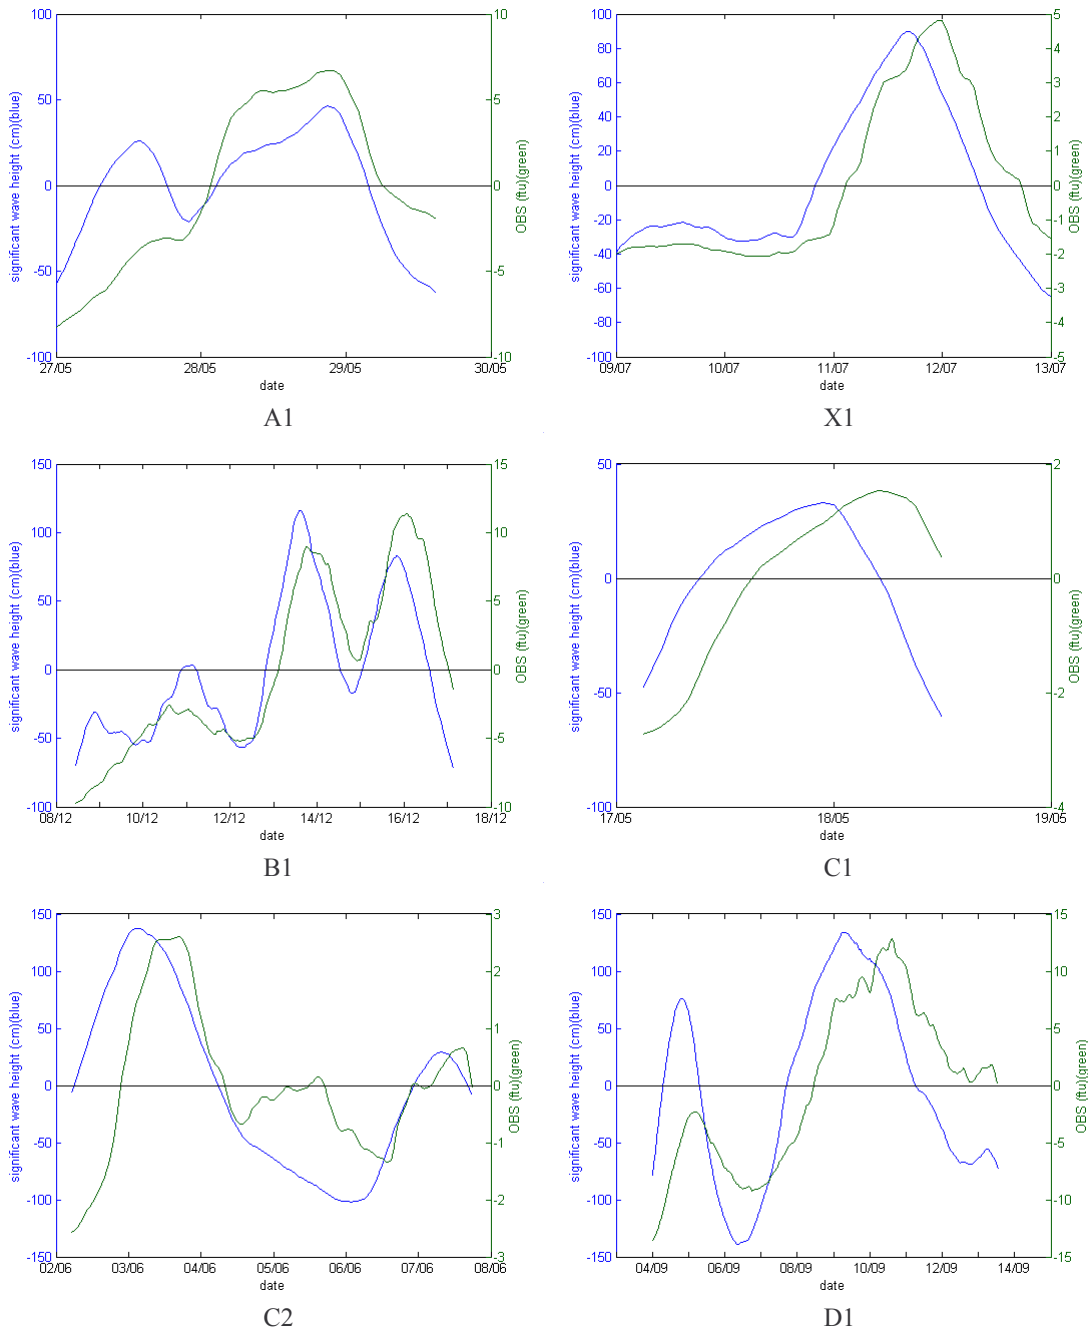 100
50
0
-50
-100
10
5
0
-5
-10
significant wave height (cm)(blue)
OBS (ftu)(green)
27/05 28/05 29/05 30/05
date
A1
100
80
60
40
20
0
-20
-40
-60
-80
-100
5
4
3
2
1
0
-1
-2
-3
-4
-5
significant wave height (cm)(blue)
OBS (ftu)(green)
09/07 10/07 11/07 12/07 13/07
date
X1
150
100
50
0
-50
-100
15
10
5
0
-5
-10
significant wave height (cm)(blue)
OBS (ftu)(green)
08/12 10/12 12/12 14/12 16/12 18/12
date
B1
50
0
-50
-100
2
0
-2
-4
significant wave height (cm)(blue)
OBS (ftu)(green)
17/05 18/05 19/05
date
C1
150
100
50
0
-50
-100
-150
3
2
1
0
-1
-2
-3
significant wave height (cm)(blue)
OBS (ftu)(green)
02/06 03/06 04/06 05/06 06/06 07/06 08/06
date
C2
150
100
50
0
-50
-100
-150
15
10
5
0
-5
-10
-15
significant wave height (cm)(blue)
OBS (ftu)(green)
04/09 06/09 08/09 10/09 12/09 14/09
date
D1